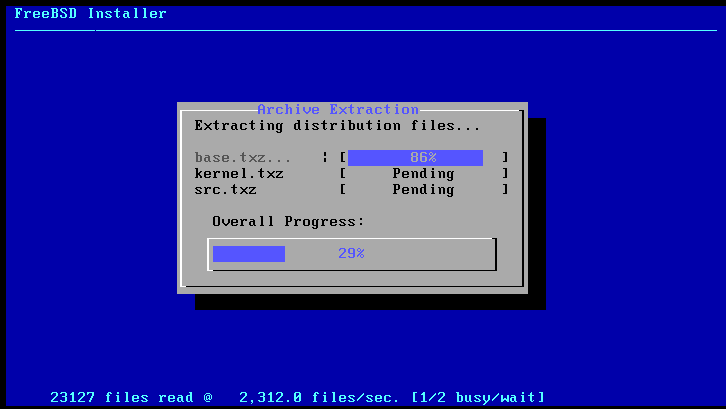 FreeBSD Installer
Archive Extraction
Extracting distribution files...
base.txz... ¦ [ 86% ]
kernel.txz [ Pending ]
src.txz [ Pending ]
Overall Progress:
29%
23127 files read @ 2,312.0 files/sec. [1/2 busy/wait]